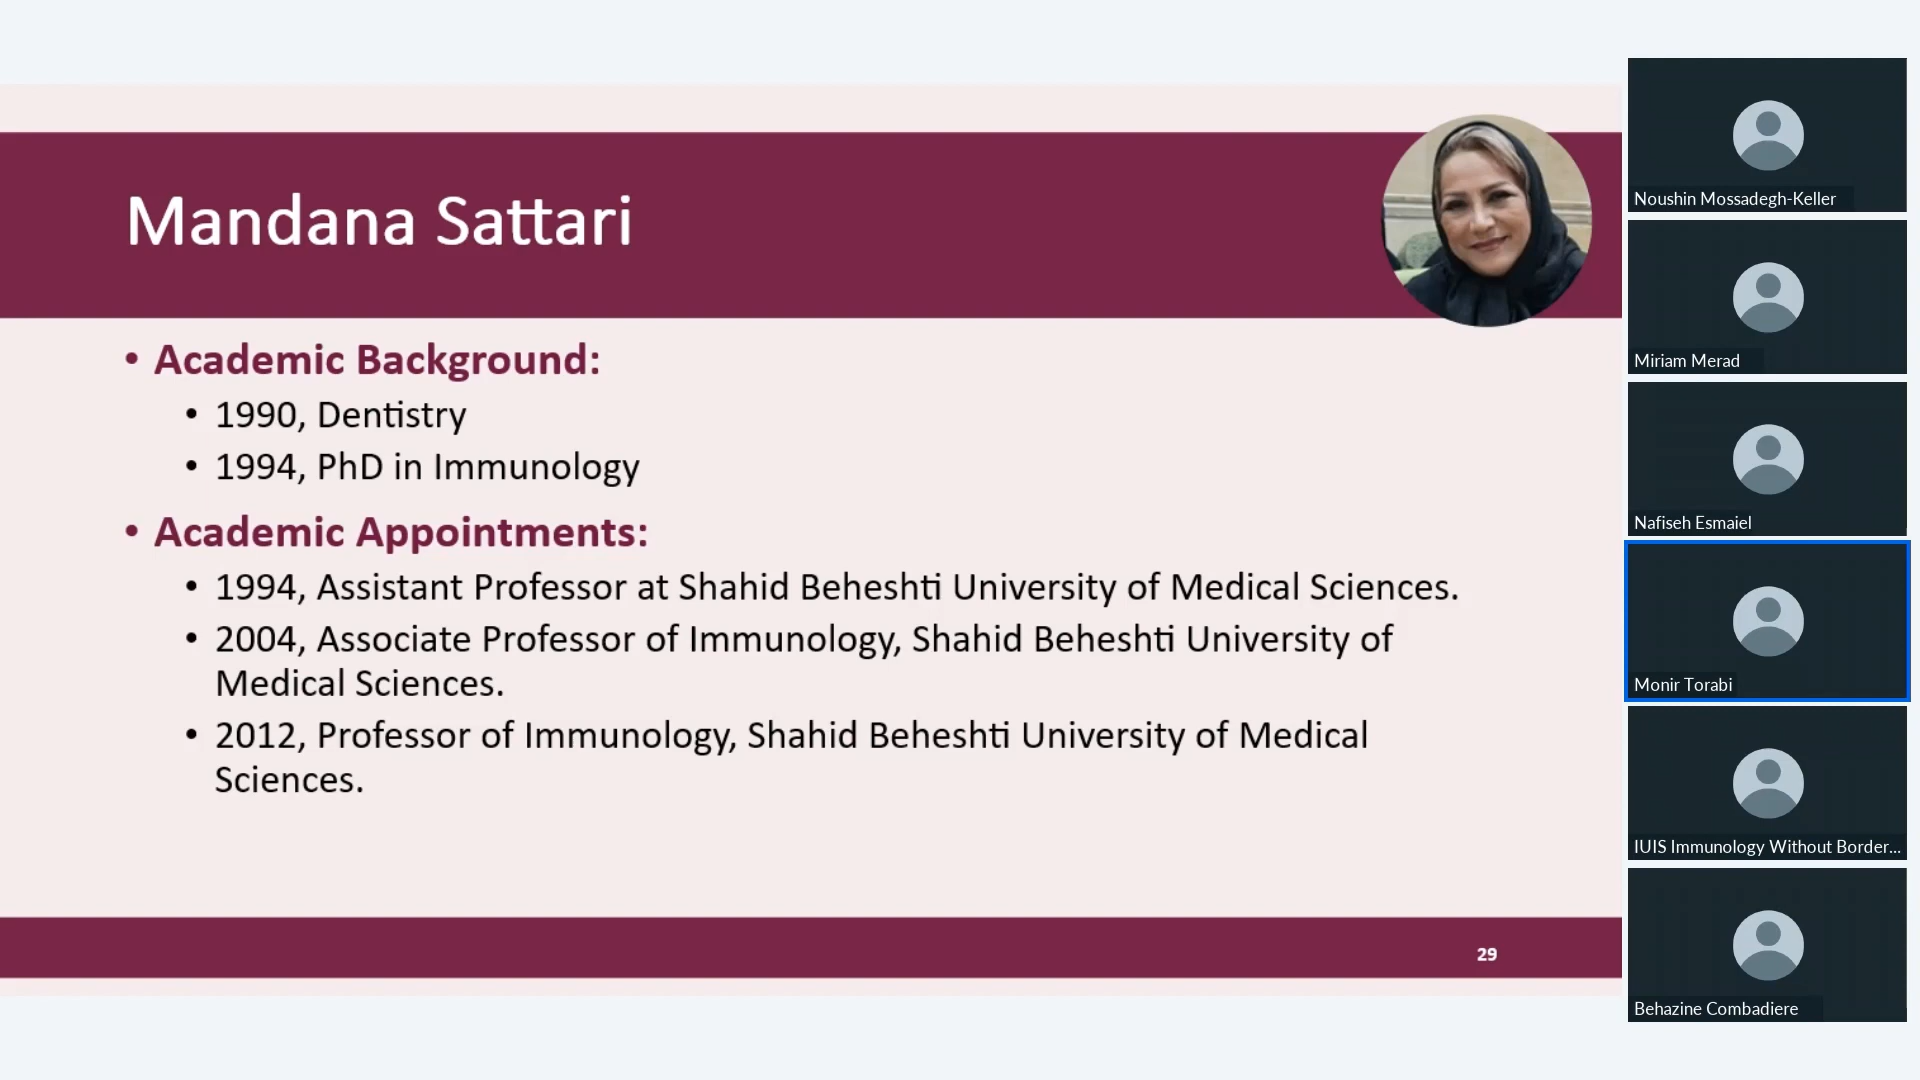 Mandana Sattari
• Academic Background:
• 1990, Dentistry
• 1994, PhD in Immunology
• Academic Appointments:
• 1994, Assistant Professor at Shahid Beheshti University of Medical Sciences.
• 2004, Associate Professor of Immunology, Shahid Beheshti University of
Medical Sciences.
• 2012, Professor of Immunology, Shahid Beheshti University of Medical
Sciences.
29
Noushin Mossadegh-Keller
Miriam Merad
Nafiseh Esmaiel
Monir Torabi
IUIS Immunology Without Border...
Behazine Combadiere